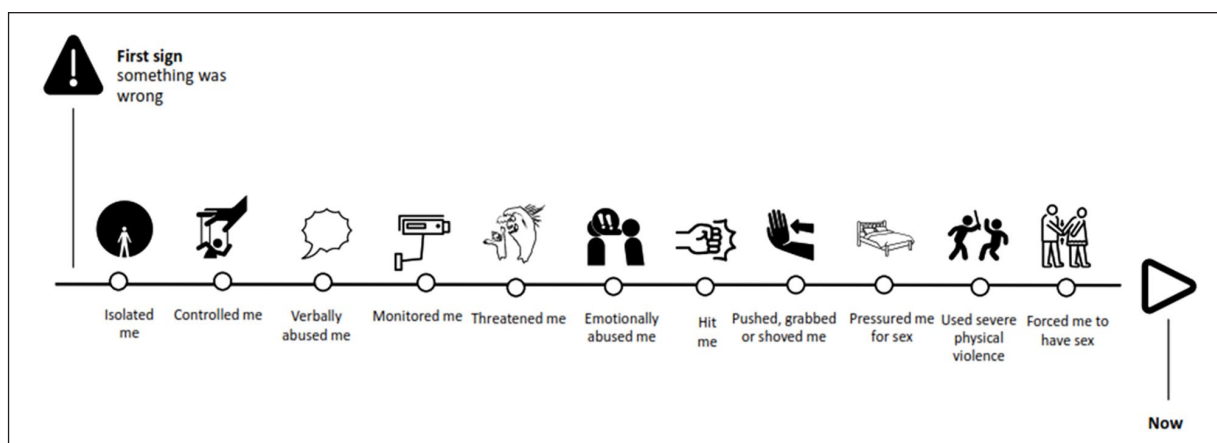 First sign
something was
wrong
!!
Isolated
me
Controlled me
Verbally
abused me
Monitored me
Threatened me
Emotionally
abused me
Hit
me
Pushed, grabbed
or shoved me
Pressured me
for sex
Used severe
physical
violence
Forced me to
have sex
Now